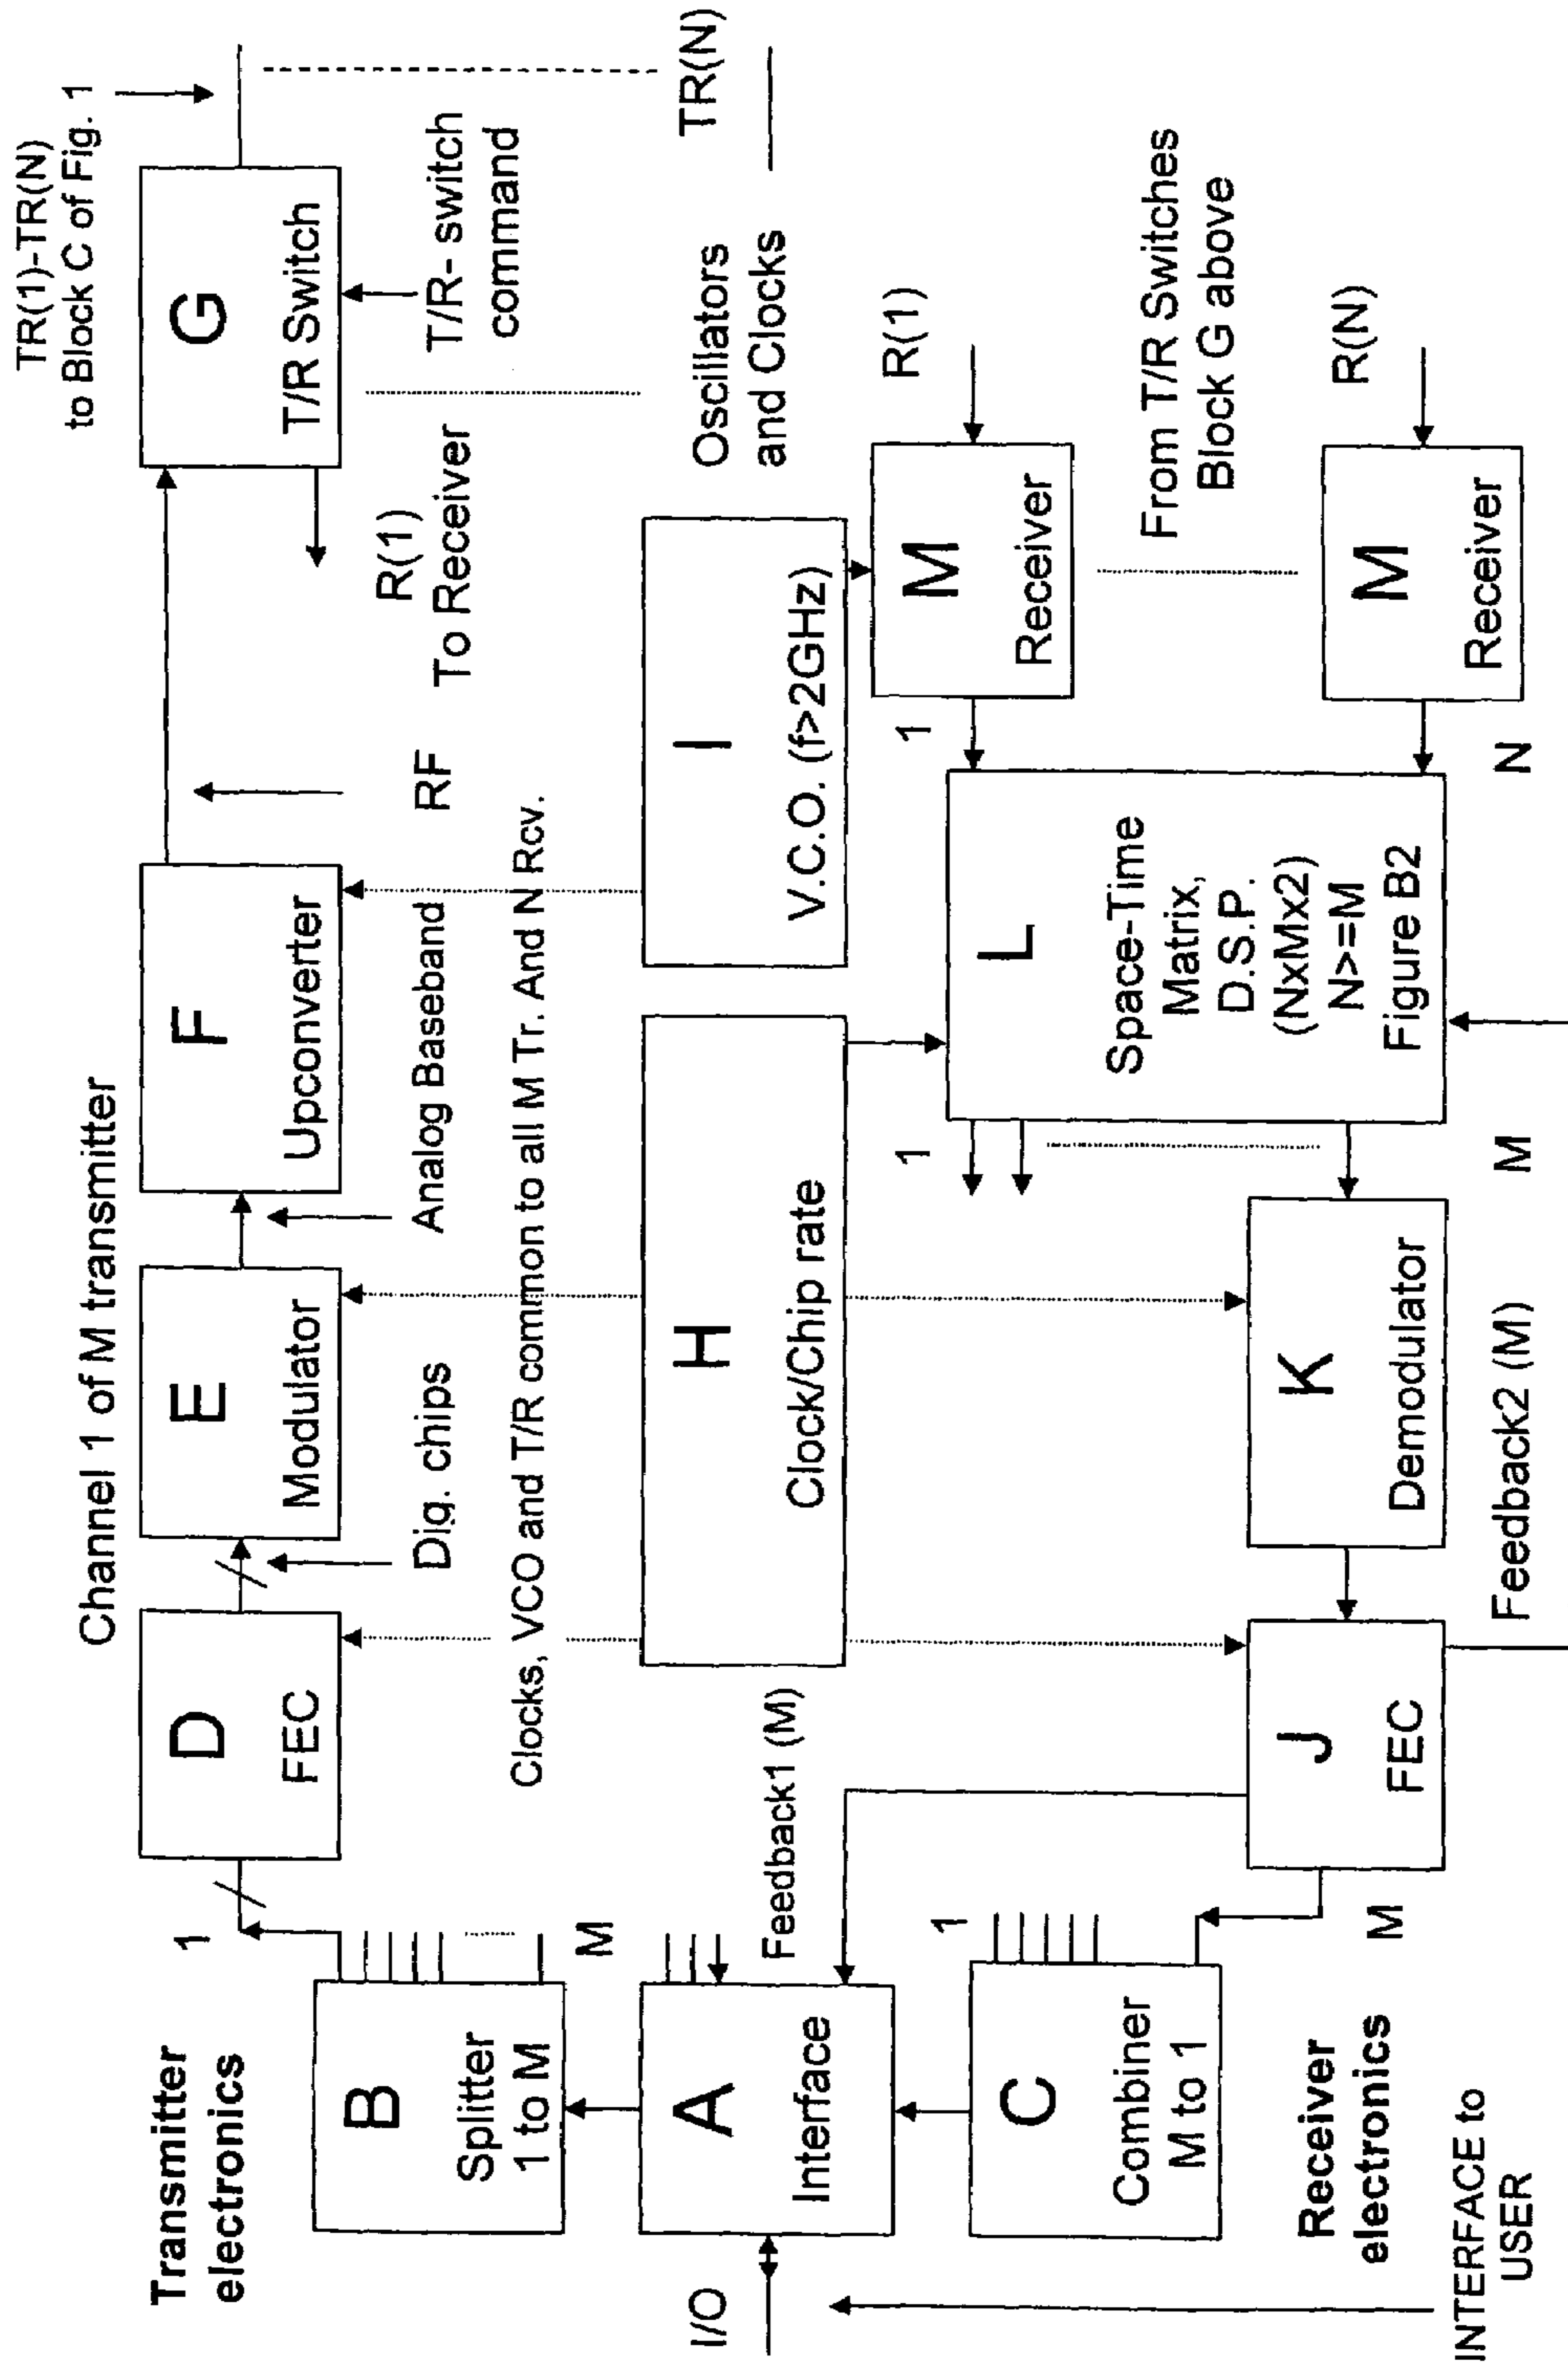 Transmitter
electronics
Channel 1 of M transmitter
TR(1)-TR(N)
to Block C of Fig. 1
B
Splitter
1 to M
1
M
D
FEC
Dig. chips
E
Modulator
Analog Baseband
F
Upconverter
RF
R(1)
To Receiver
G
T/R Switch
T/R- switch
command
TR(N)
Clocks, VCO and T/R common to all M Tr. And N Rcv.
I/O
A
Interface
Feedback1 (M)
H
Clock/Chip rate
I
V.C.O. (f>2GHz)
Oscillators
and Clocks
C
Combiner
M to 1
1
M
J
FEC
K
Demodulator
1
M
L
Space-Time
Matrix,
D.S.P.
(NxMx2)
N>=M
Figure B2
1
N
M
Receiver
R(1)
From T/R Switches
Block G above
M
Receiver
R(N)
Receiver
electronics
Feedback2 (M)
INTERFACE to
USER